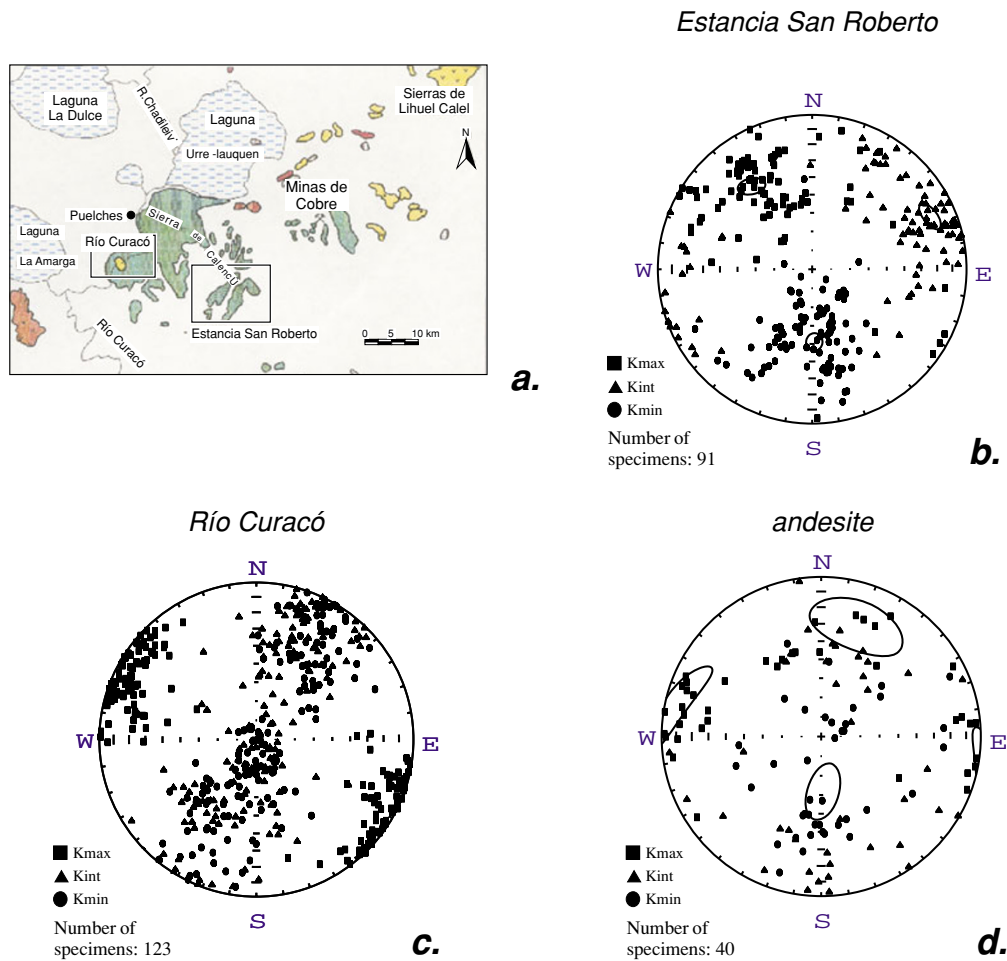 Estancia San Roberto
Laguna
La Dulce
R.Chadileiv´
Laguna
Urre -lauquen
Sierras de
Lihuel Calel
N
Minas de
Cobre
Puelches
Sierra
de
Calencú
Laguna
La Amarga
Río Curacó
Río Curacó
Estancia San Roberto
0 5 10 km
a.
N
W
E
S
Kmax
Kint
Kmin
Number of
specimens: 91
b.
Río Curacó
N
W
E
S
Kmax
Kint
Kmin
Number of
specimens: 123
c.
andesite
N
W
E
S
Kmax
Kint
Kmin
Number of
specimens: 40
d.